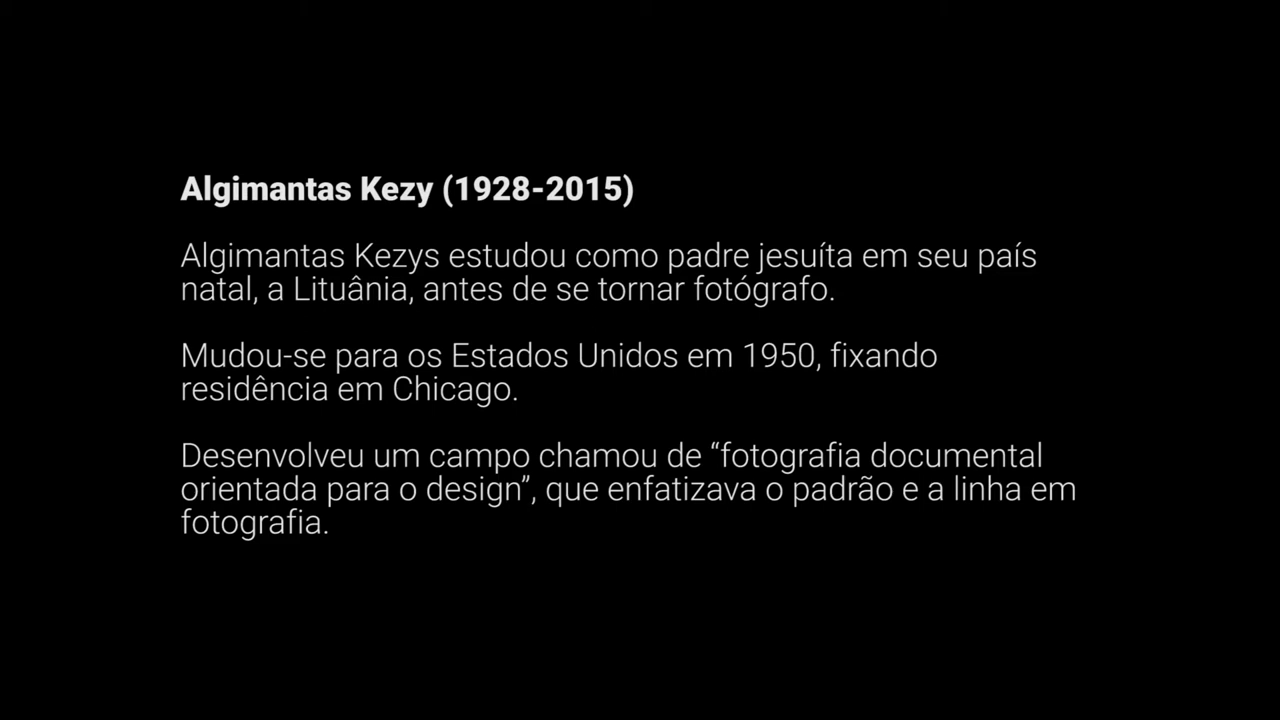 Algimantas Kezy (1928-2015)
Algimantas Kezys estudou como padre jesuíta em seu país
natal, a Lituânia, antes de se tornar fotógrafo.
Mudou-se para os Estados Unidos em 1950, fixando
residência em Chicago.
Desenvolveu um campo chamou de “fotografia documental
orientada para o design”, que enfatizava o padrão e a linha em
fotografia.